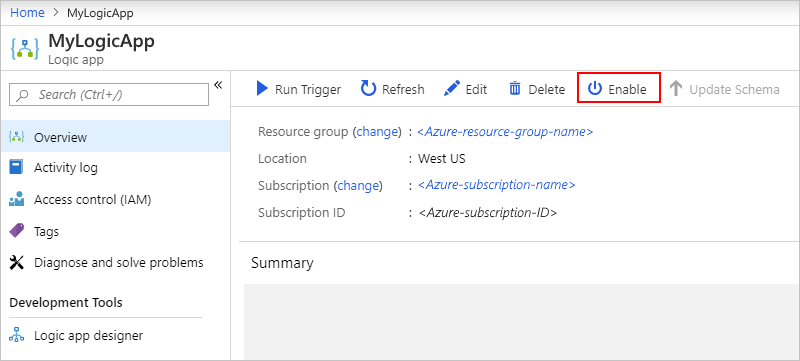 Home > MyLogicApp
MyLogicApp
Logic app
«
Search (Ctrl+/)
Overview
Activity log
Access control (IAM)
Tags
Diagnose and solve problems
Development Tools
Logic app designer
Run Trigger Refresh Edit Delete Enable Update Schema
Resource group (change) : <Azure-resource-group-name>
Location : West US
Subscription (change) : <Azure-subscription-name>
Subscription ID : <Azure-subscription-ID>
Summary